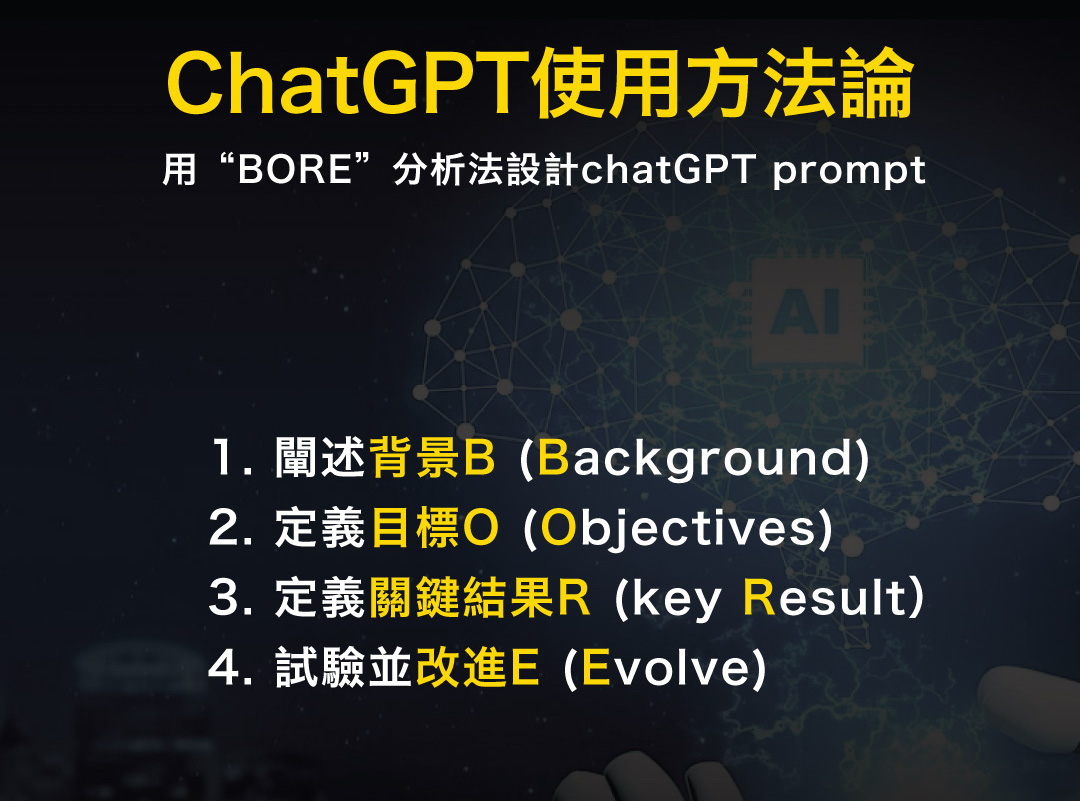 ChatGPT使用方法論
用“BORE”分析法設計chatGPT prompt
AI
1. 闡述背景B (Background)
2. 定義目標O (Objectives)
3. 定義關鍵結果R (key Result）
4. 試驗並改進E (Evolve)